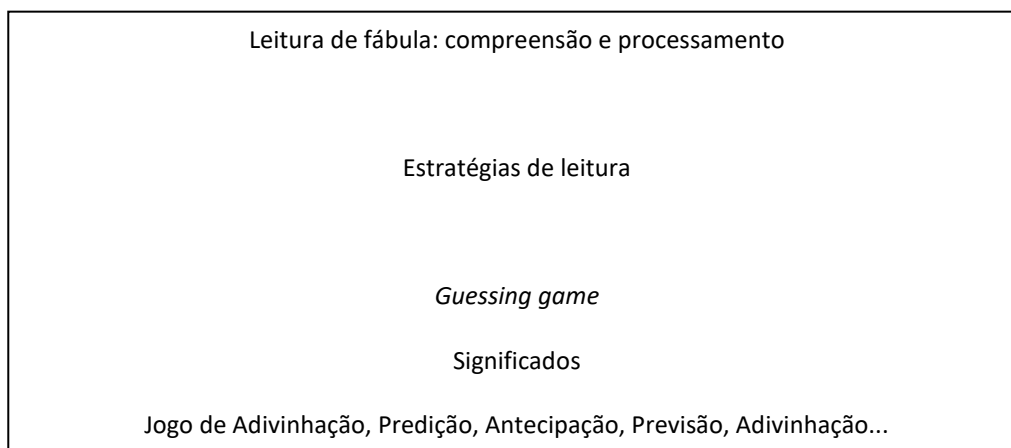 Leitura de fábula: compreensão e processamento
Estratégias de leitura
Guessing game
Significados
Jogo de Adivinhação, Predição, Antecipação, Previsão, Adivinhação...